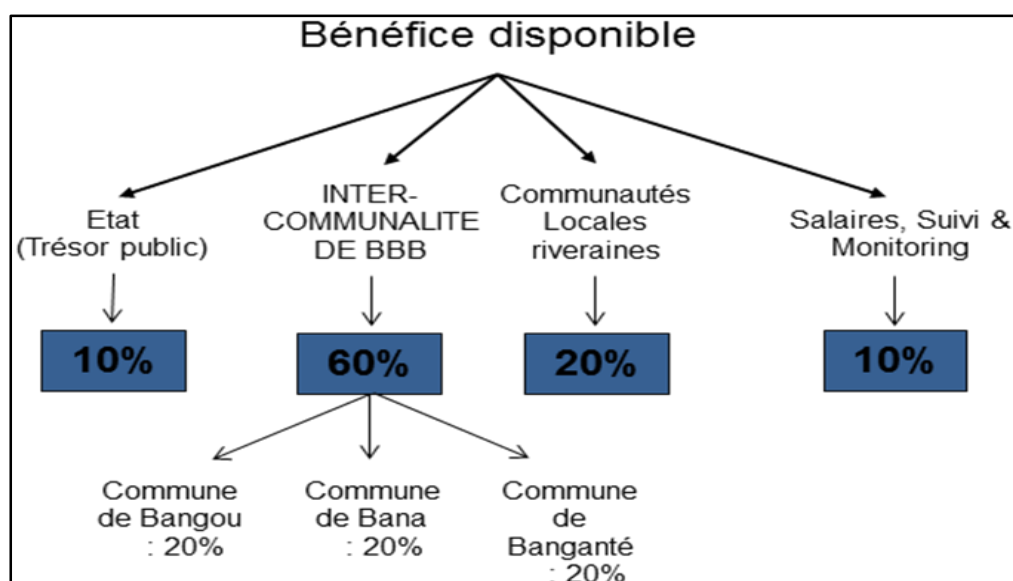 Bénéfice disponible
Etat
(Trésor public)
10%
INTER-
COMMUNALITE
DE BBB
60%
Communautés
Locales
riveraines
20%
Salaires, Suivi &
Monitoring
10%
Commune
de Bangou
: 20%
Commune
de Bana
: 20%
Commune
de
Banganté
: 20%